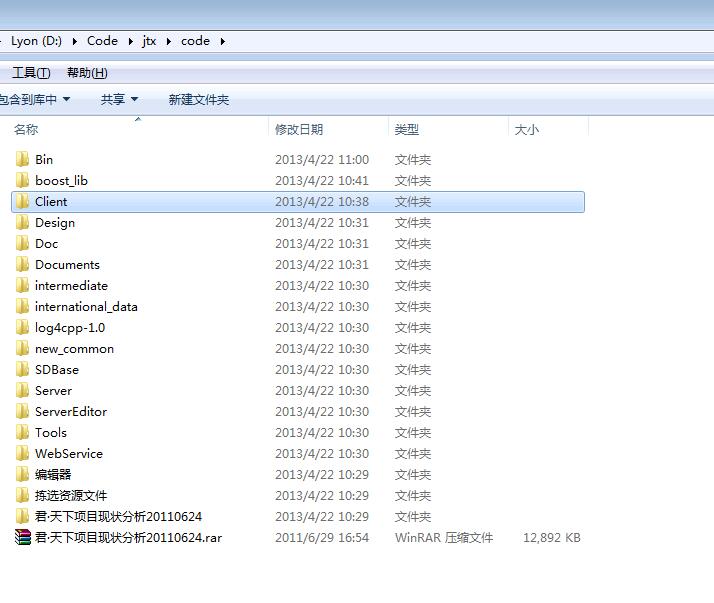 Lyon (D:) ▸ Code ▸ jtx ▸ code ▸
工具(T) 帮助(H)
包含到库中 共享 新建文件夹
名称 修改日期 类型 大小
Bin 2013/4/22 11:00 文件夹
boost_lib 2013/4/22 10:41 文件夹
Client 2013/4/22 10:38 文件夹
Design 2013/4/22 10:31 文件夹
Doc 2013/4/22 10:31 文件夹
Documents 2013/4/22 10:31 文件夹
intermediate 2013/4/22 10:30 文件夹
international_data 2013/4/22 10:30 文件夹
log4cpp-1.0 2013/4/22 10:30 文件夹
new_common 2013/4/22 10:30 文件夹
SDBase 2013/4/22 10:30 文件夹
Server 2013/4/22 10:30 文件夹
ServerEditor 2013/4/22 10:30 文件夹
Tools 2013/4/22 10:30 文件夹
WebService 2013/4/22 10:30 文件夹
编辑器 2013/4/22 10:29 文件夹
拣选资源文件 2013/4/22 10:29 文件夹
君·天下项目现状分析20110624 2013/4/22 10:29 文件夹
君·天下项目现状分析20110624.rar 2011/6/29 16:54 WinRAR 压缩文件 12,892 KB